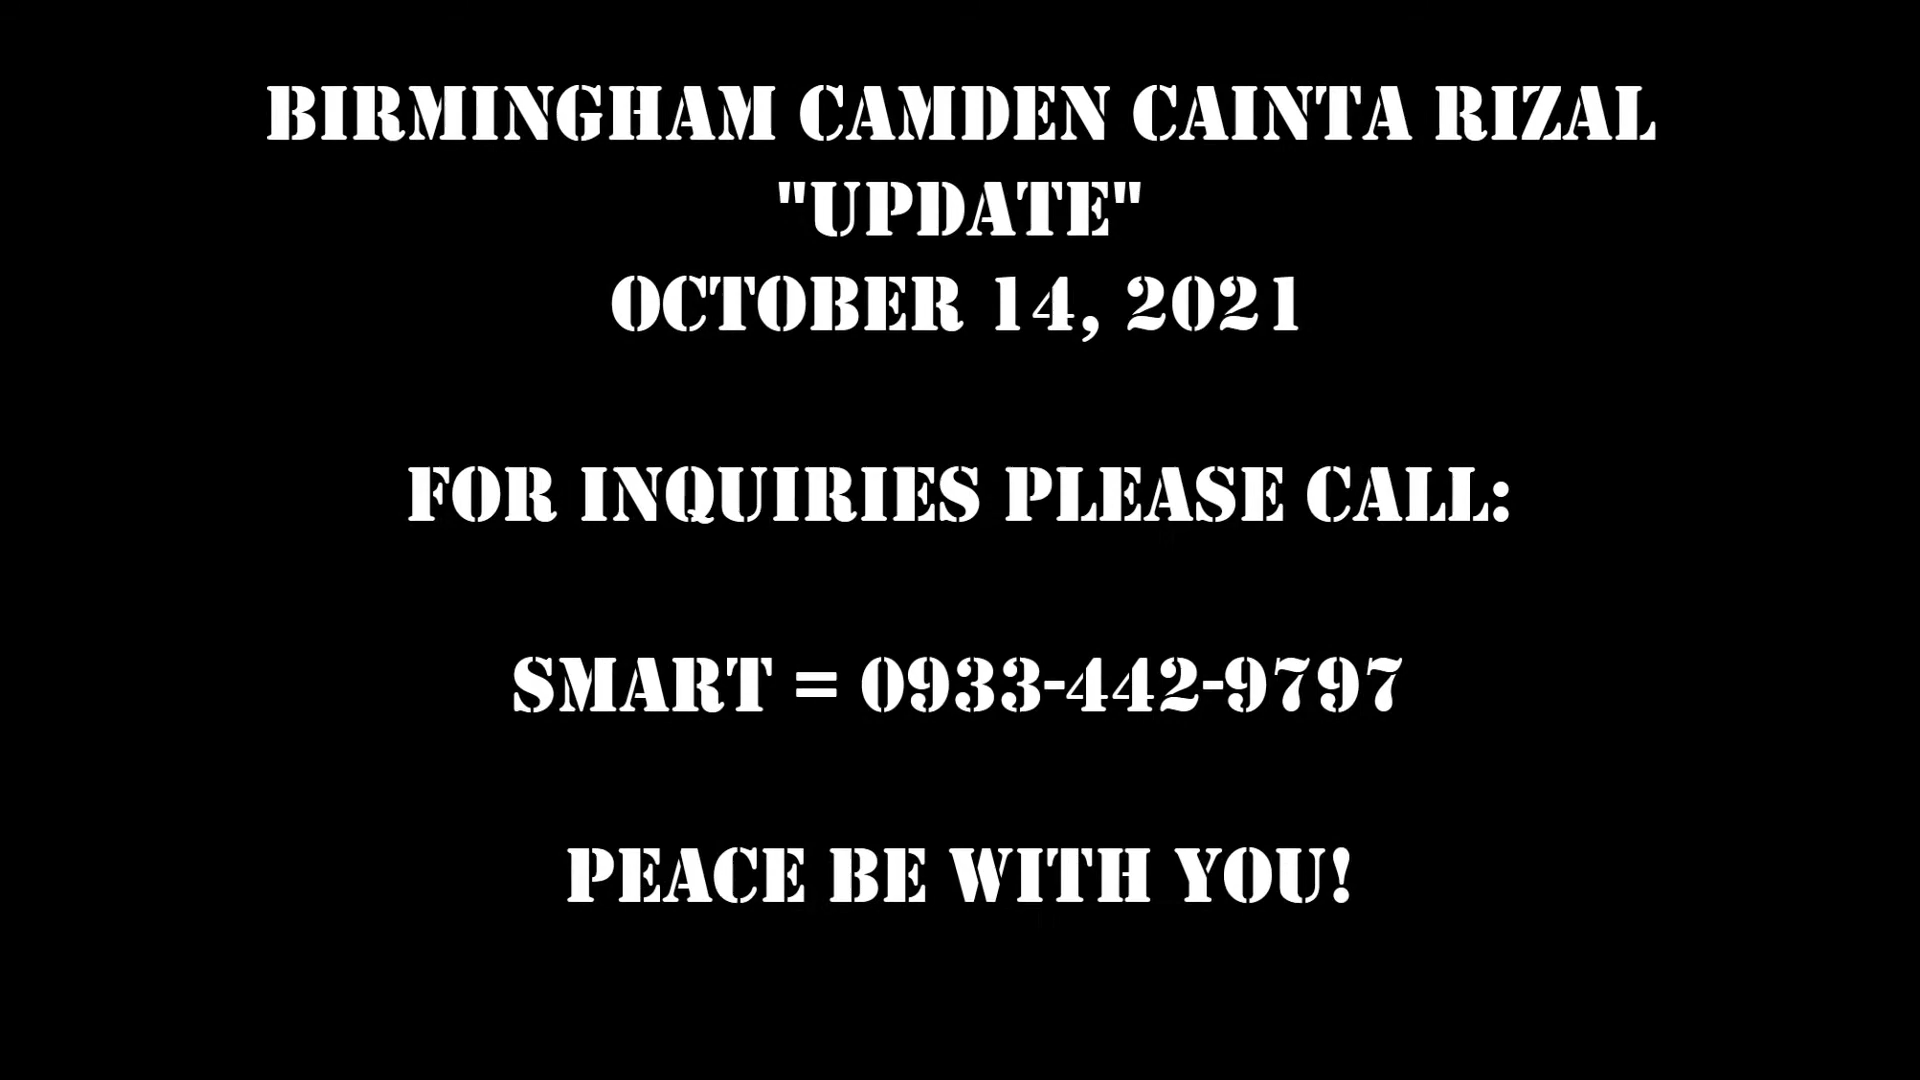 BIRMINGHAM CAMDEN CAINTA RIZAL
"UPDATE"
OCTOBER 14, 2021
FOR INQUIRIES PLEASE CALL:
SMART = 0933-442-9797
PEACE BE WITH YOU!